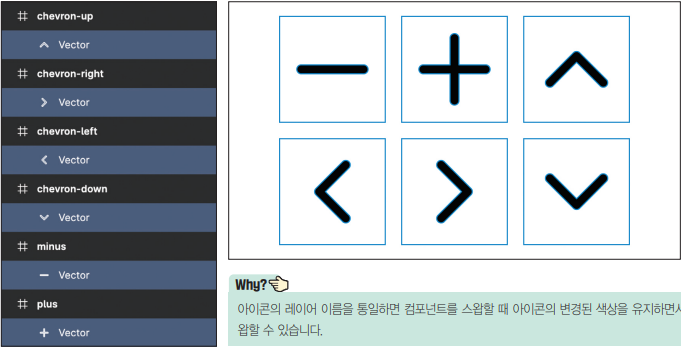 chevron-up
Vector
chevron-right
Vector
chevron-left
Vector
chevron-down
Vector
minus
Vector
plus
Vector
Why?
아이콘의 레이어 이름을 통일하면 컴포넌트를 스왑할 때 아이콘의 변경된 색상을 유지하면서
왑할 수 있습니다.